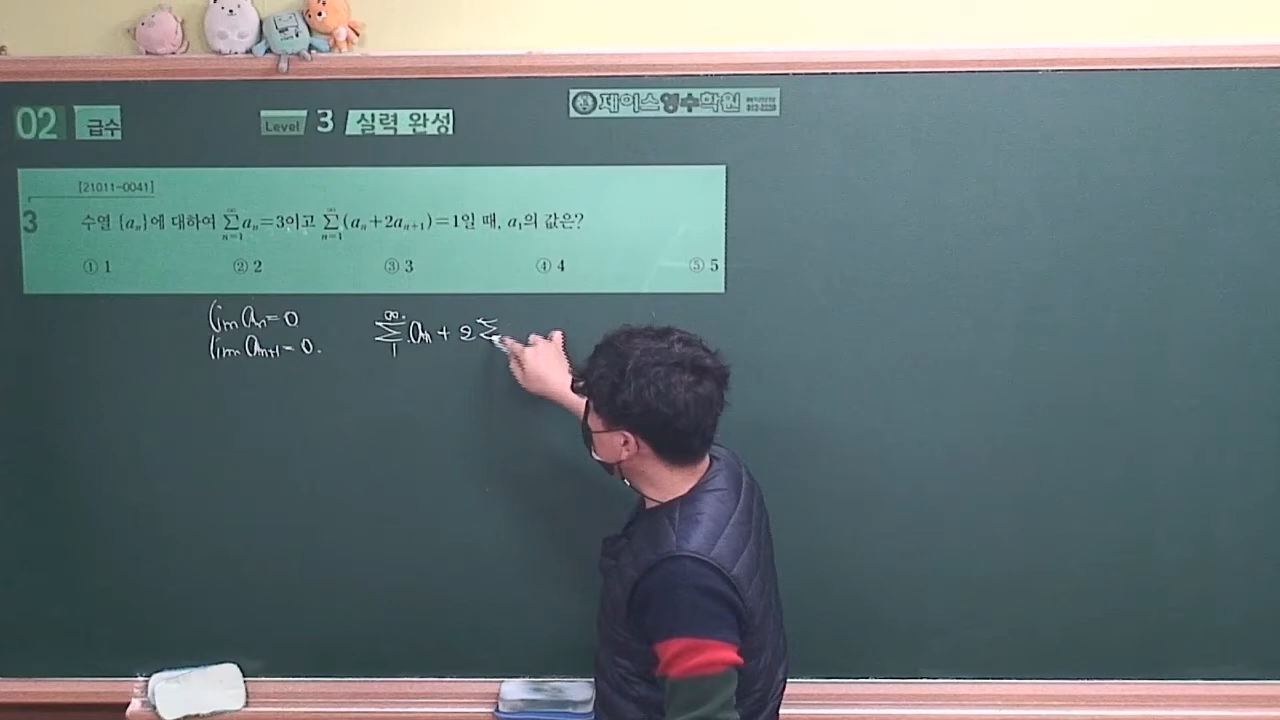 02 급수 Level 3 실력 완성
제이스영수학원
[21011-0041]
3 수열 {aₙ}에 대하여 ∑_{n=1}^{∞} aₙ=3이고 ∑_{n=1}^{∞} (aₙ+2aₙ₊₁)=1일 때, a₁의 값은?
① 1 ② 2 ③ 3 ④ 4 ⑤ 5
lim aₙ=0 ∑_{1}^{∞} aₙ + 2∑
lim aₙ₊₁=0.